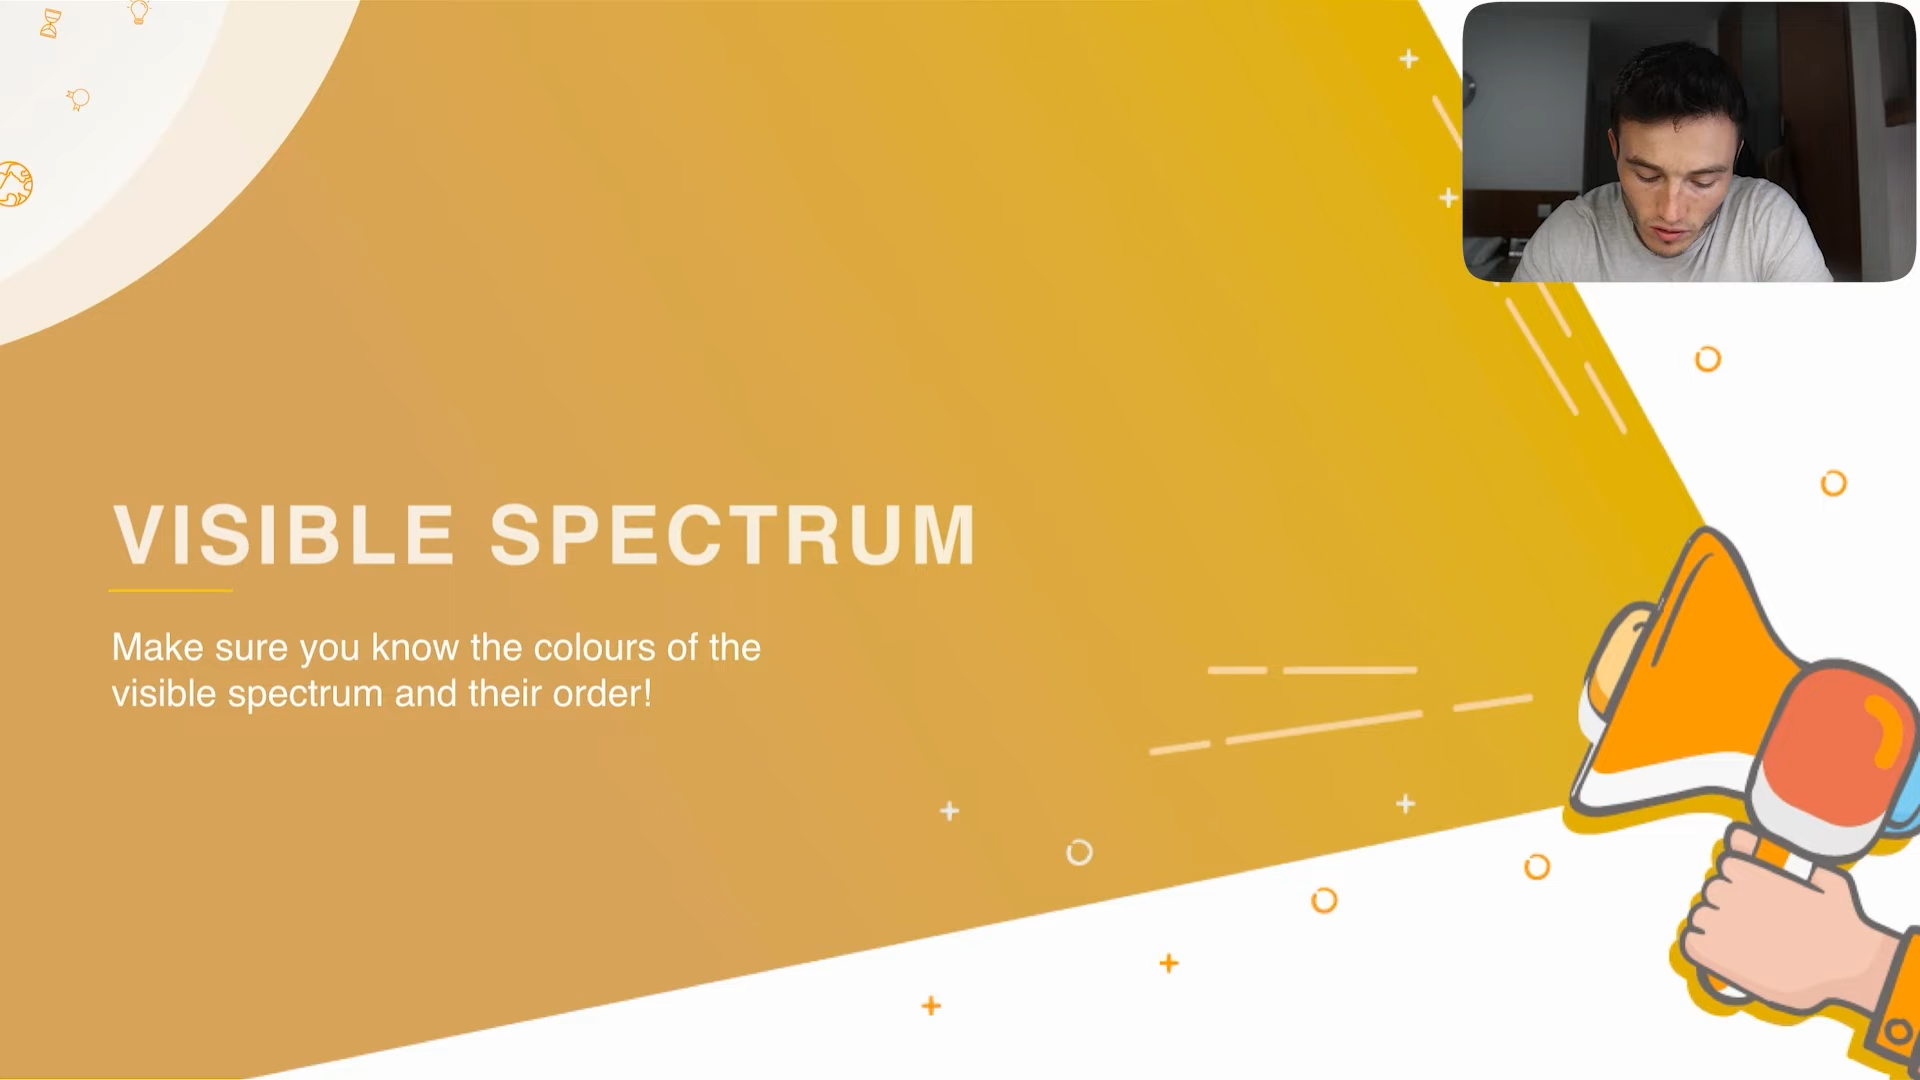 VISIBLE SPECTRUM
Make sure you know the colours of the
visible spectrum and their order!